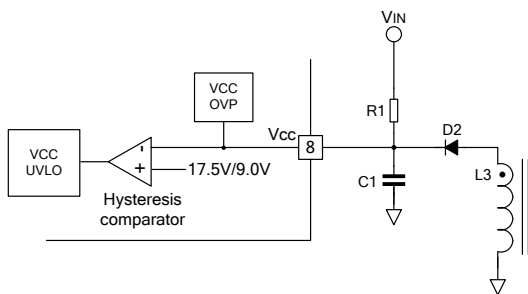 VIN
VCC
OVP
R1
Vcc
8
D2
VCC
UVLO
-
+
17.5V/9.0V
C1
L3
Hysteresis
comparator